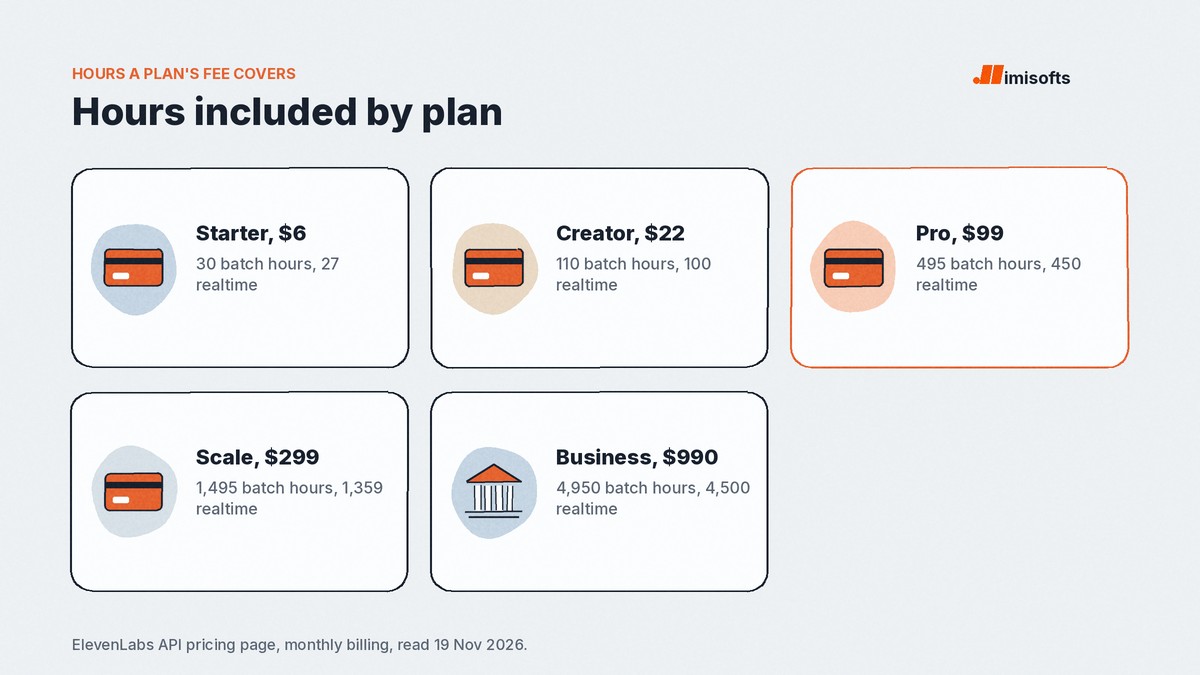 HOURS A PLAN'S FEE COVERS
imisofts
Hours included by plan
Starter, $6
30 batch hours, 27
realtime
Creator, $22
110 batch hours, 100
realtime
Pro, $99
495 batch hours, 450
realtime
Scale, $299
1,495 batch hours, 1,359
realtime
Business, $990
4,950 batch hours, 4,500
realtime
ElevenLabs API pricing page, monthly billing, read 19 Nov 2026.